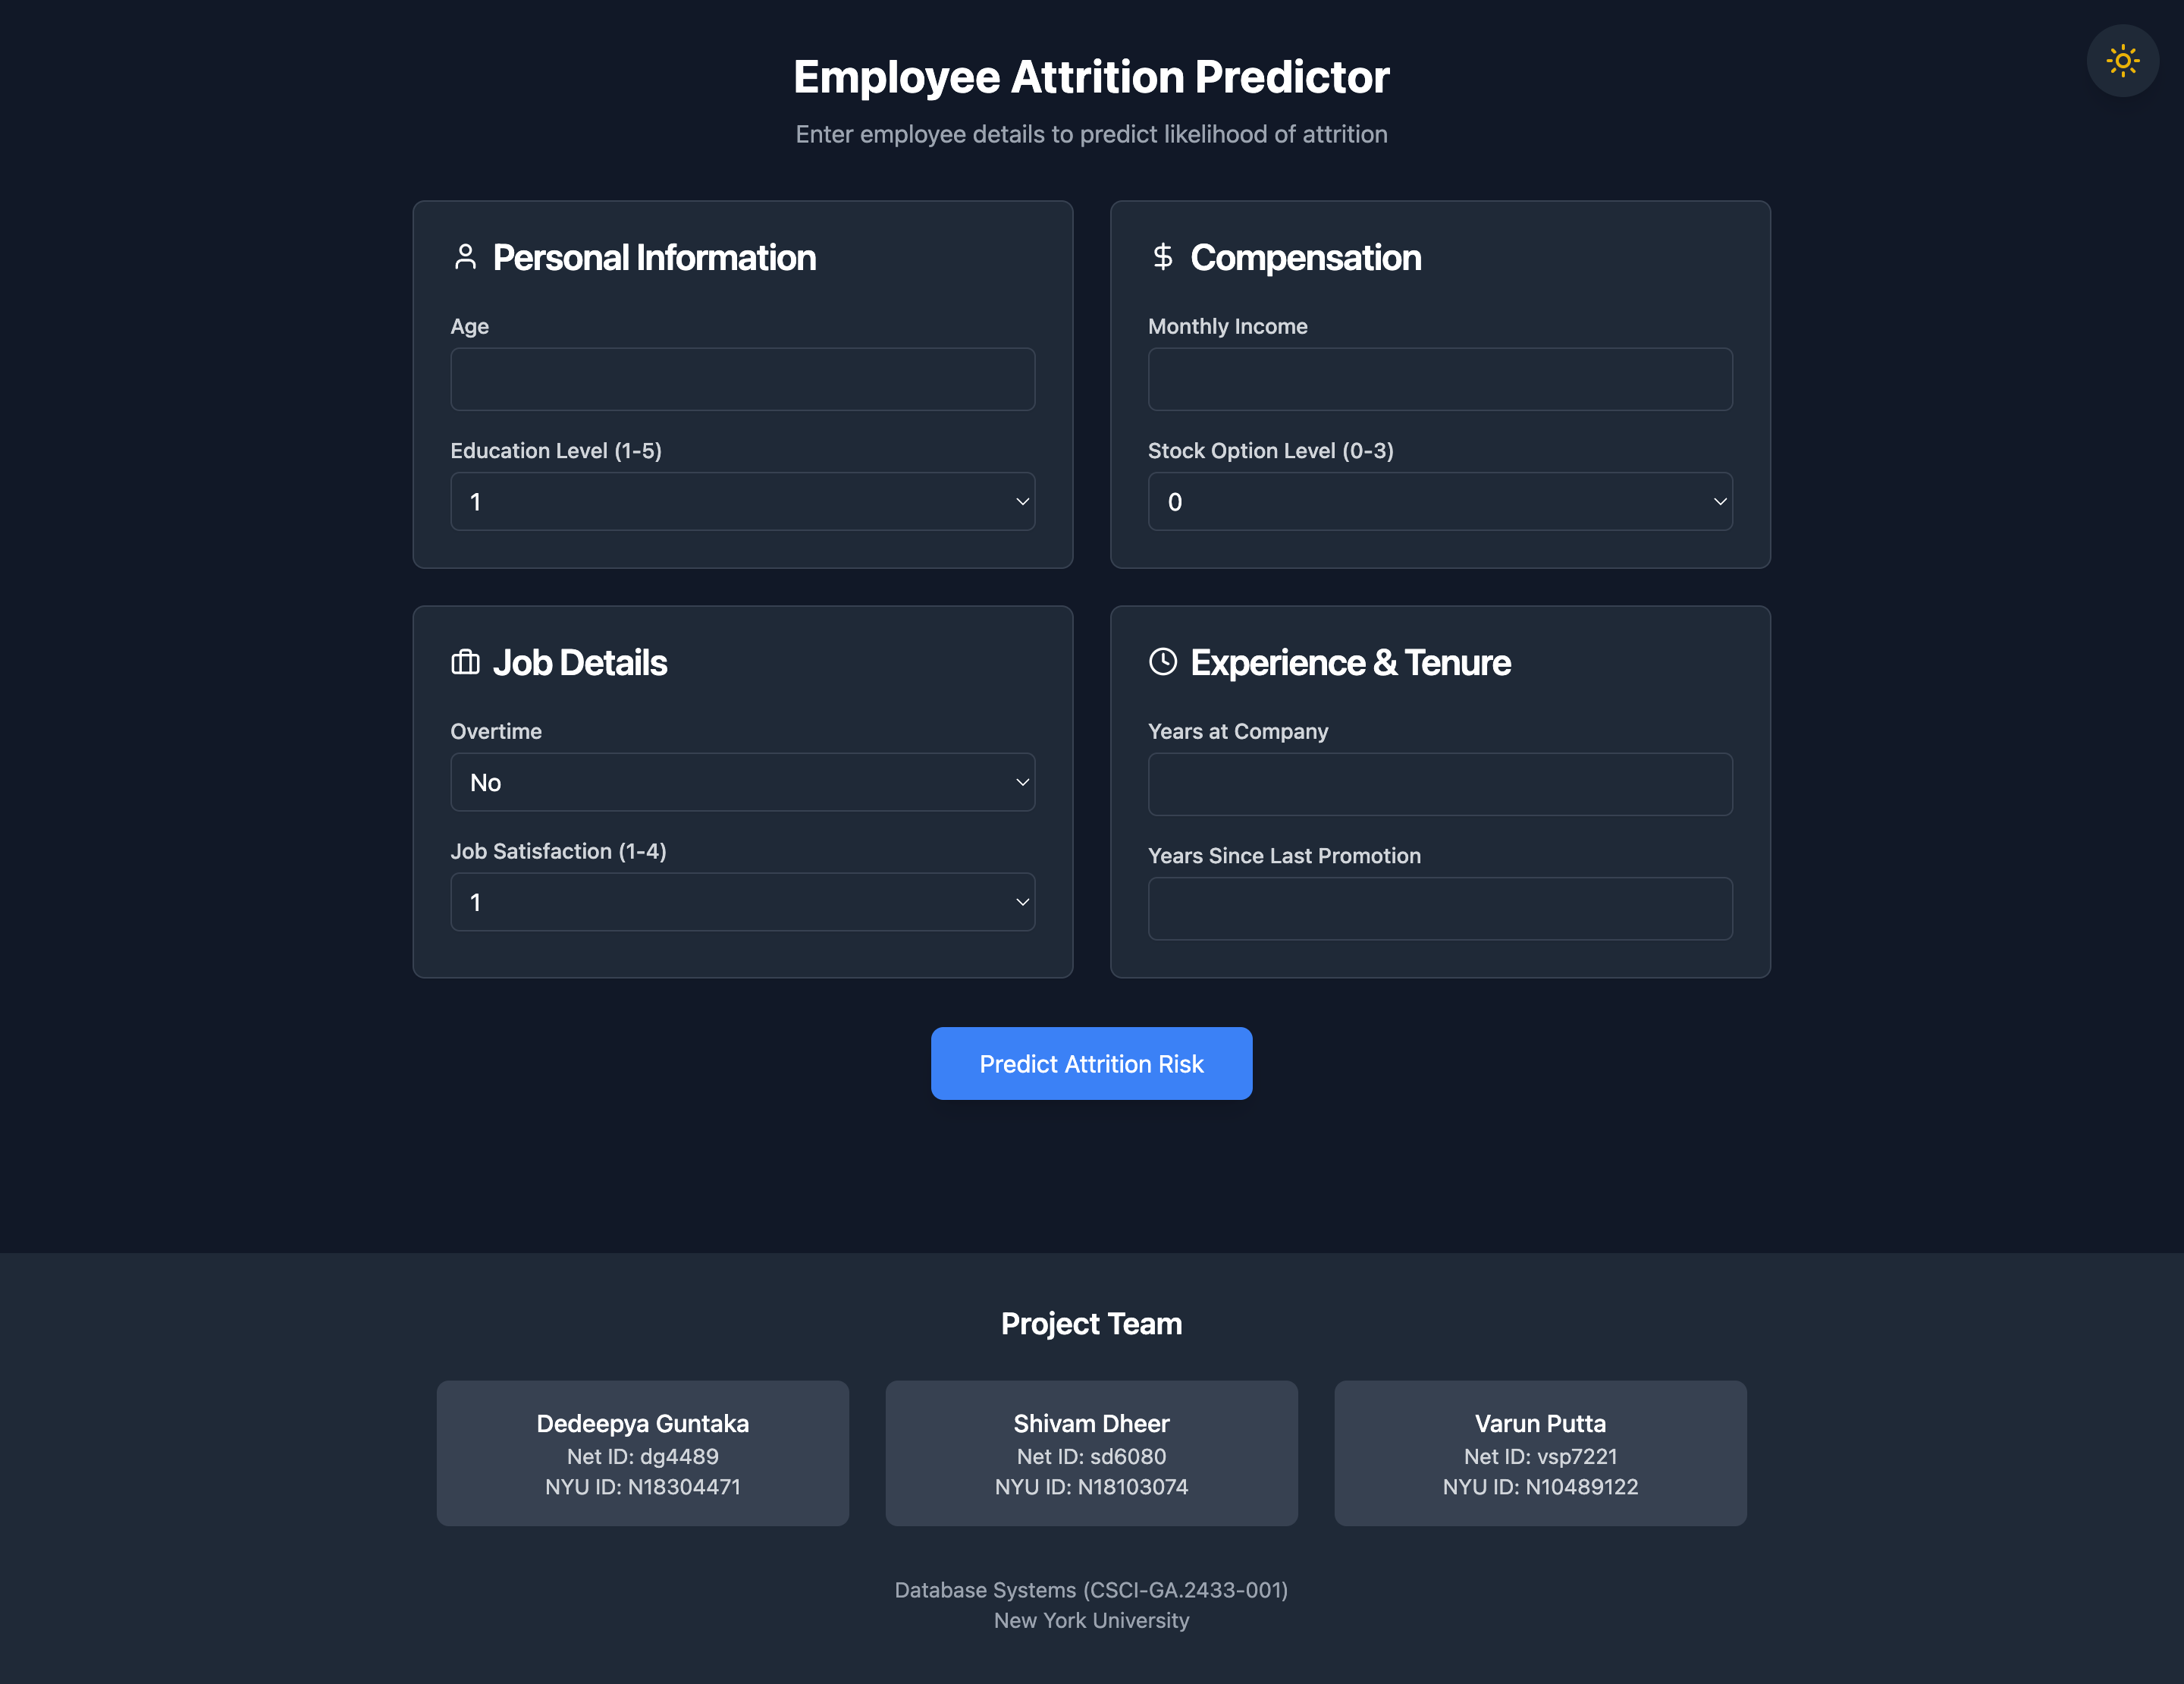 Employee Attrition Predictor
Enter employee details to predict likelihood of attrition
Personal Information
Age
Education Level (1-5)
1
Compensation
Monthly Income
Stock Option Level (0-3)
0
Job Details
Overtime
No
Job Satisfaction (1-4)
1
Experience & Tenure
Years at Company
Years Since Last Promotion
Predict Attrition Risk
Project Team
Dedeepya Guntaka
Net ID: dg4489
NYU ID: N18304471
Shivam Dheer
Net ID: sd6080
NYU ID: N18103074
Varun Putta
Net ID: vsp7221
NYU ID: N10489122
Database Systems (CSCI-GA.2433-001)
New York University